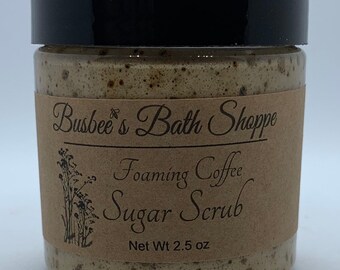 Busbee's Bath Shoppe
Foaming Coffee
Sugar Scrub
Net Wt 2.5 oz